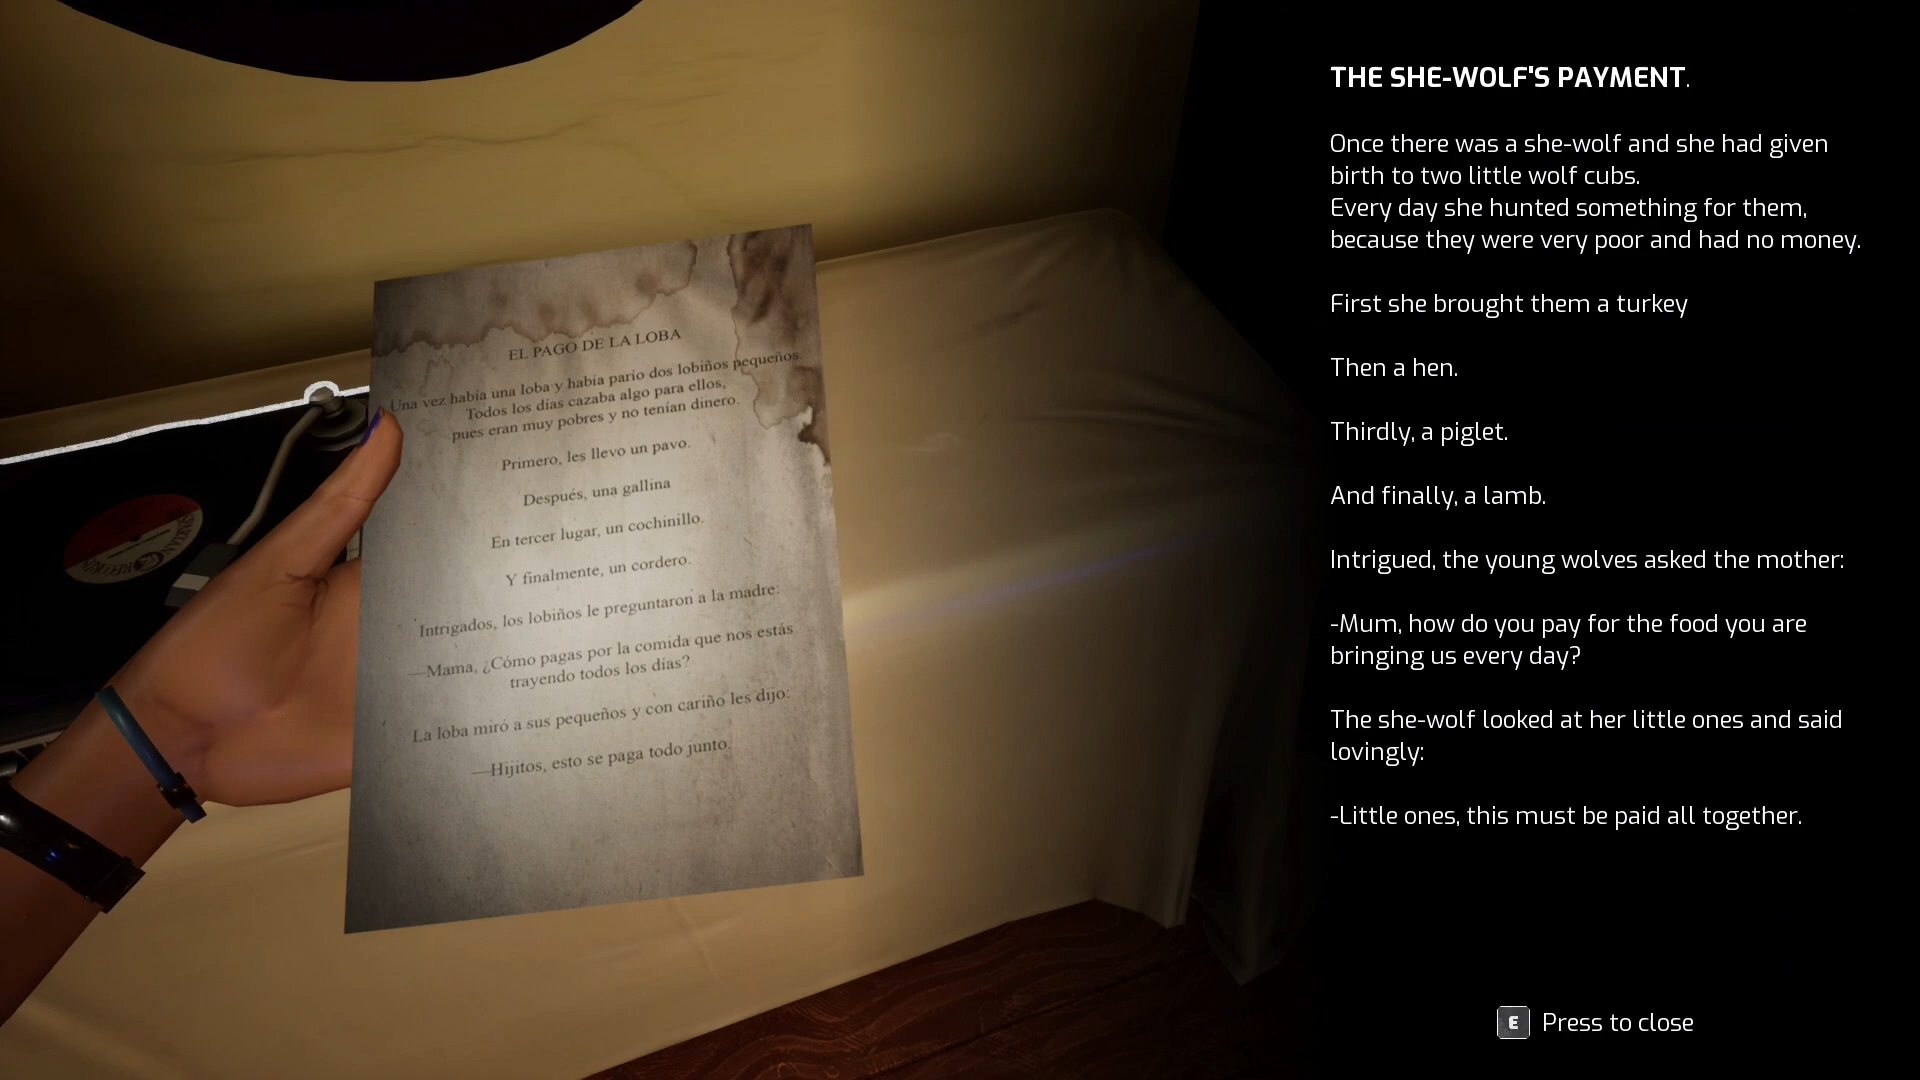 EL PAGO DE LA LOBA
Una vez había una loba y había pario dos lobiños pequeños.
Todos los días cazaba algo para ellos,
pues eran muy pobres y no tenían dinero.
Primero, les llevo un pavo.
Después, una gallina
En tercer lugar, un cochinillo.
Y finalmente, un cordero.
Intrigados, los lobiños le preguntaron a la madre:
—Mama, ¿Cómo pagas por la comida que nos estás
trayendo todos los días?
La loba miró a sus pequeños y con cariño les dijo:
—Hijitos, esto se paga todo junto.
THE SHE-WOLF'S PAYMENT.
Once there was a she-wolf and she had given
birth to two little wolf cubs.
Every day she hunted something for them,
because they were very poor and had no money.
First she brought them a turkey
Then a hen.
Thirdly, a piglet.
And finally, a lamb.
Intrigued, the young wolves asked the mother:
-Mum, how do you pay for the food you are
bringing us every day?
The she-wolf looked at her little ones and said
lovingly:
-Little ones, this must be paid all together.
E Press to close